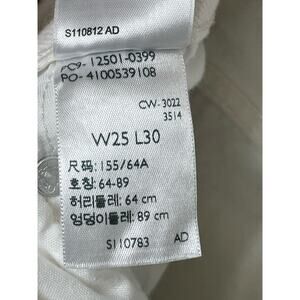 S110812 AD
PC9- 12501-0399
PO- 4100539108
CW-3022
3514
W25 L30
尺码: 155/64A
호칭: 64-89
허리둘레: 64 cm
엉덩이둘레: 89 cm
S110783 AD